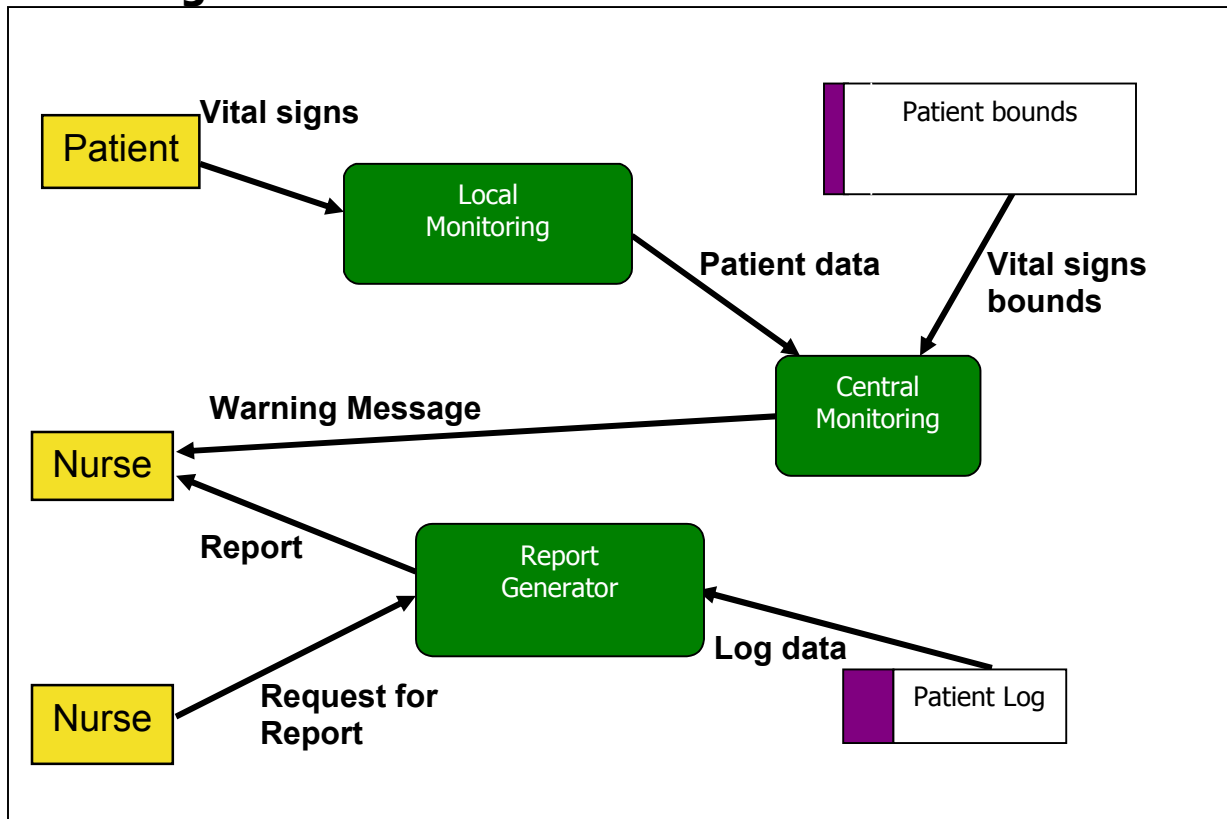 Vital signs
Patient
Patient bounds
Local
Monitoring
Patient data
Vital signs
bounds
Central
Monitoring
Warning Message
Nurse
Report
Report
Generator
Log data
Patient Log
Nurse
Request for
Report